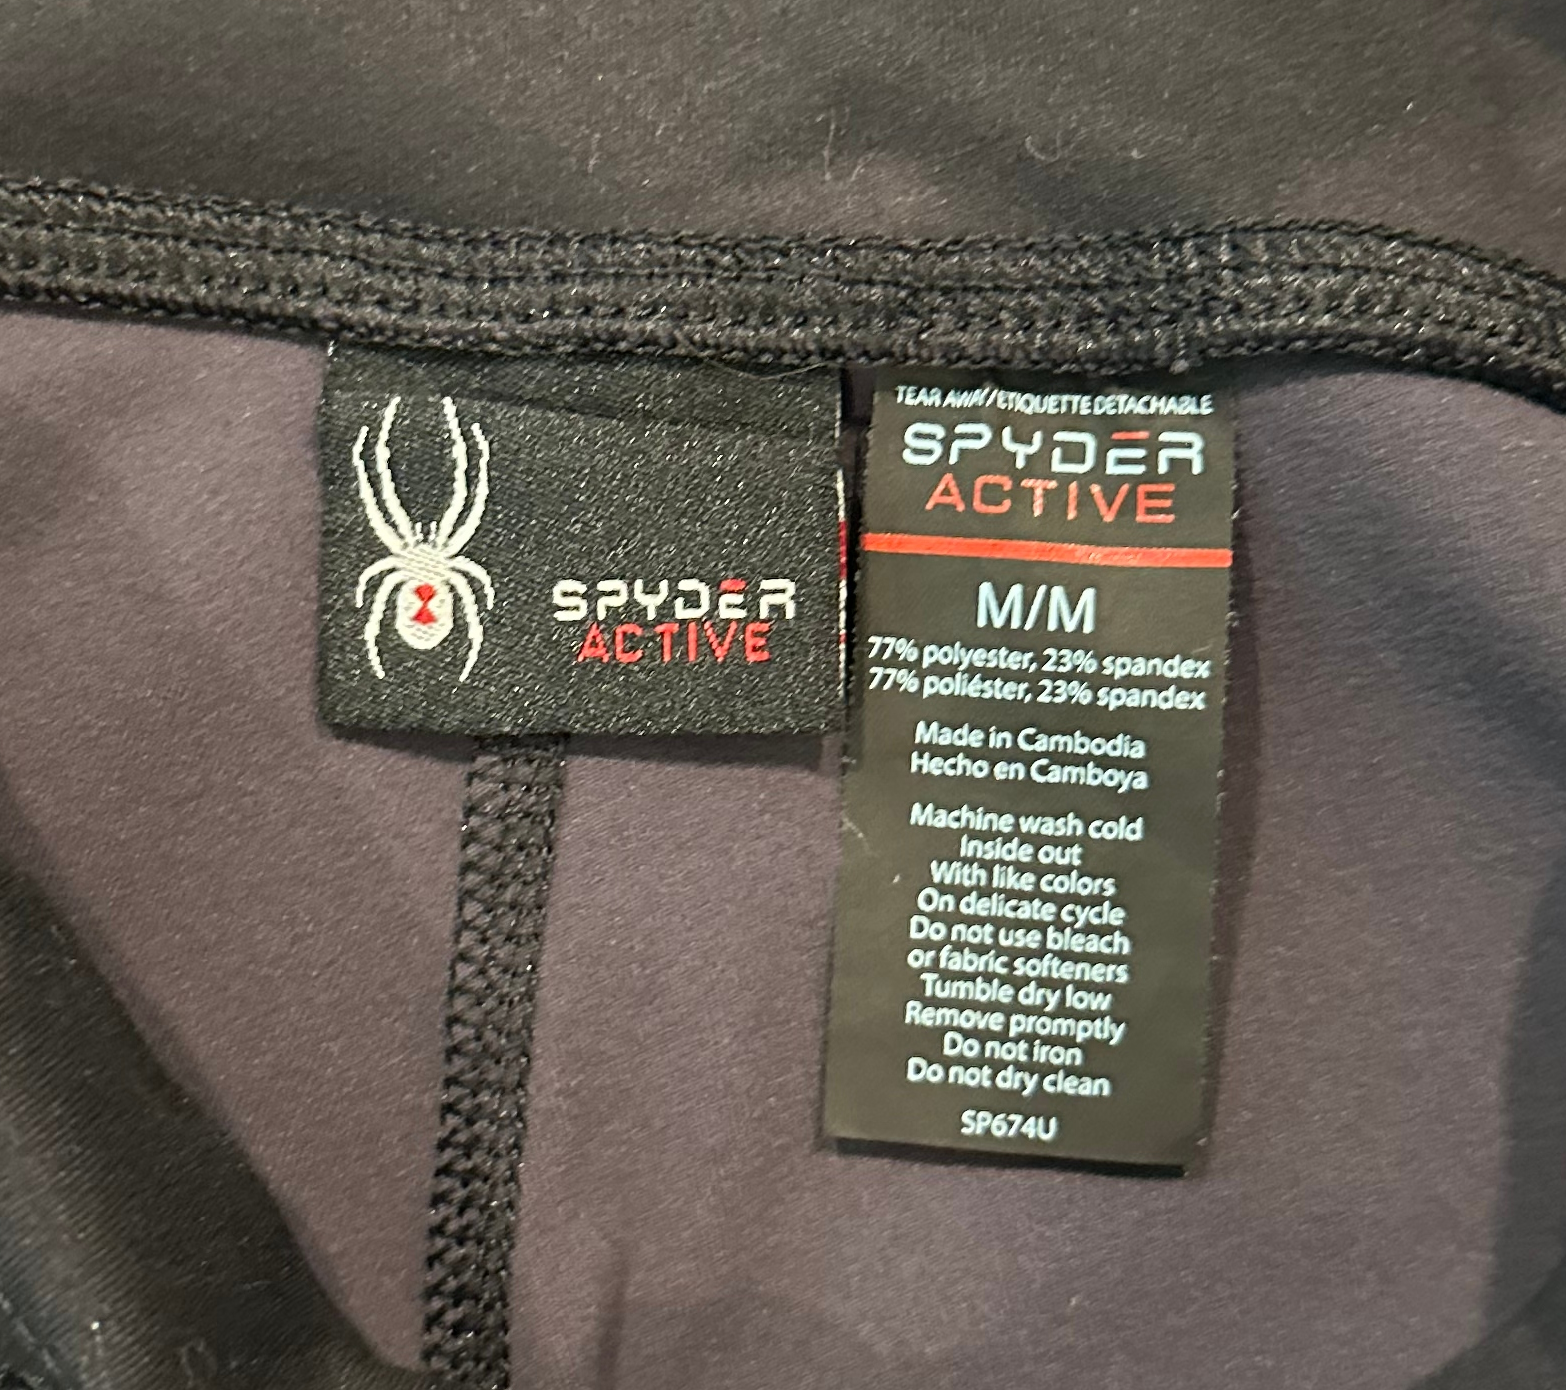 SPYDER
ACTIVE
TEAR AWAY/ETIQUETTE DETACHABLE
SPYDER
ACTIVE
M/M
77% polyester, 23% spandex
77% poliéster, 23% spandex
Made in Cambodia
Hecho en Camboya
Machine wash cold
Inside out
With like colors
On delicate cycle
Do not use bleach
or fabric softeners
Tumble dry low
Remove promptly
Do not iron
Do not dry clean
SP674U